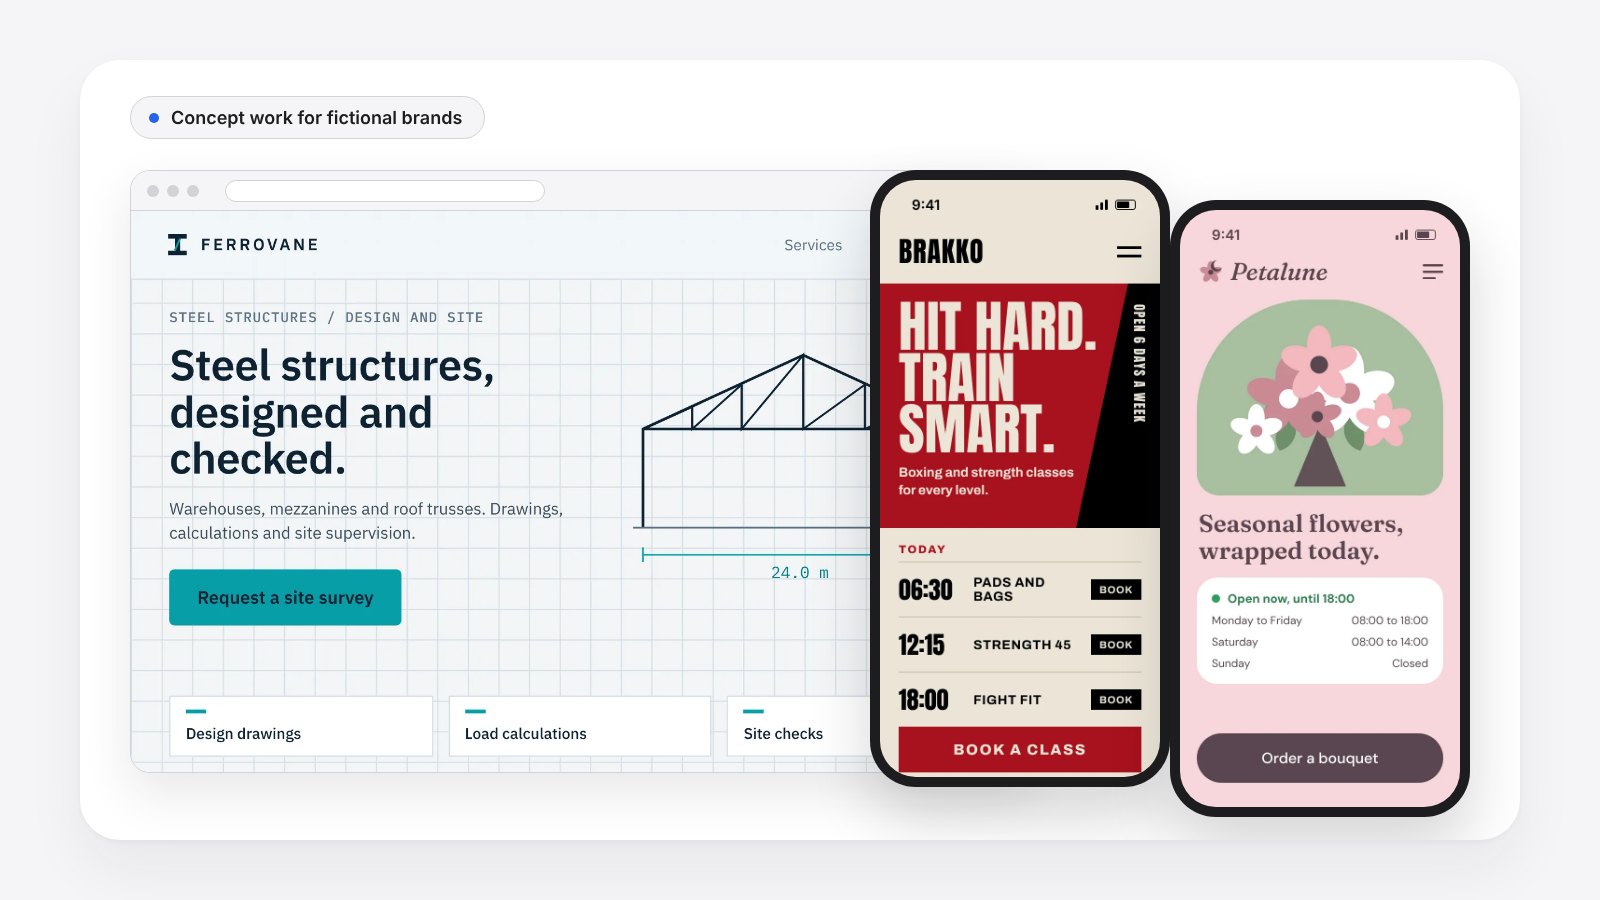 Concept work for fictional brands
FERROVANE
Services
STEEL STRUCTURES / DESIGN AND SITE
Steel structures,
designed and
checked.
Warehouses, mezzanines and roof trusses. Drawings,
calculations and site supervision.
Request a site survey
24.0 m
Design drawings
Load calculations
Site checks
9:41
BRAKKO
HIT HARD.
TRAIN
SMART.
OPEN 6 DAYS A WEEK
Boxing and strength classes
for every level.
TODAY
06:30 PADS AND BOOK
BAGS
12:15 STRENGTH 45 BOOK
18:00 FIGHT FIT BOOK
BOOK A CLASS
9:41
Petalune
Seasonal flowers,
wrapped today.
Open now, until 18:00
Monday to Friday 08:00 to 18:00
Saturday 08:00 to 14:00
Sunday Closed
Order a bouquet